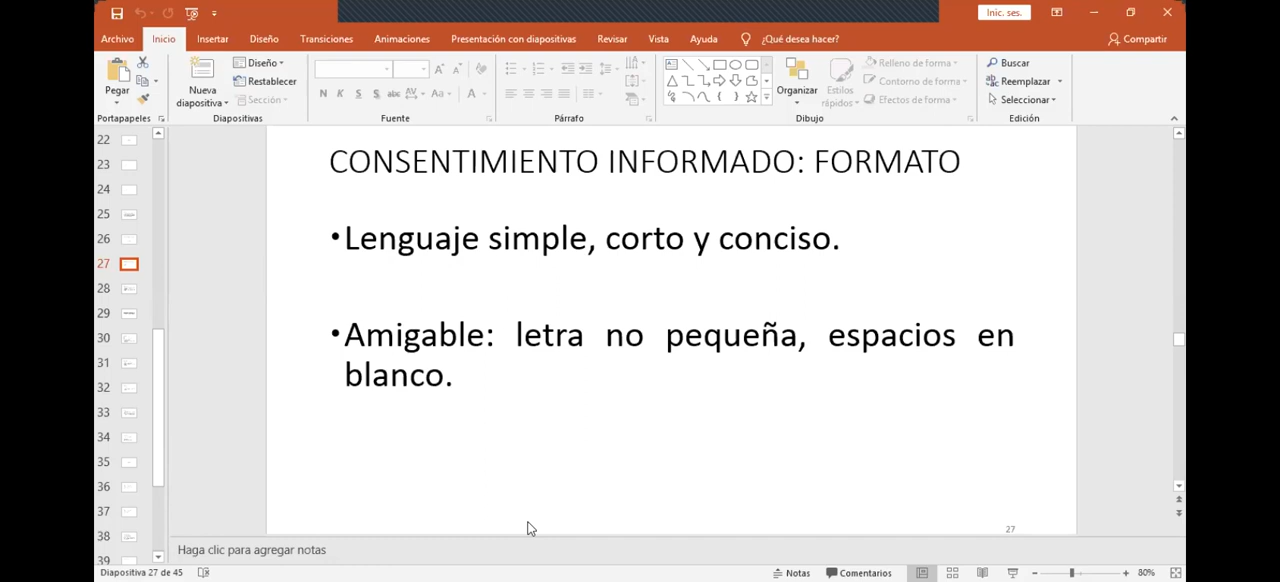 Inic. ses.
Archivo Inicio Insertar Diseño Transiciones Animaciones Presentación con diapositivas Revisar Vista Ayuda ¿Qué desea hacer? Compartir
Pegar
Nueva diapositiva
Diseño
Restablecer
Sección
N K S S abc AV Aa A
Organizar
Estilos rápidos
Relleno de forma
Contorno de forma
Efectos de forma
Buscar
Reemplazar
Seleccionar
Portapapeles Diapositivas Fuente Párrafo Dibujo Edición
22
23
24
25
26
27
28
29
30
31
32
33
34
35
36
37
38
39
CONSENTIMIENTO INFORMADO: FORMATO
•Lenguaje simple, corto y conciso.
•Amigable: letra no pequeña, espacios en
blanco.
27
Haga clic para agregar notas
Diapositiva 27 de 45 Notas Comentarios 80%